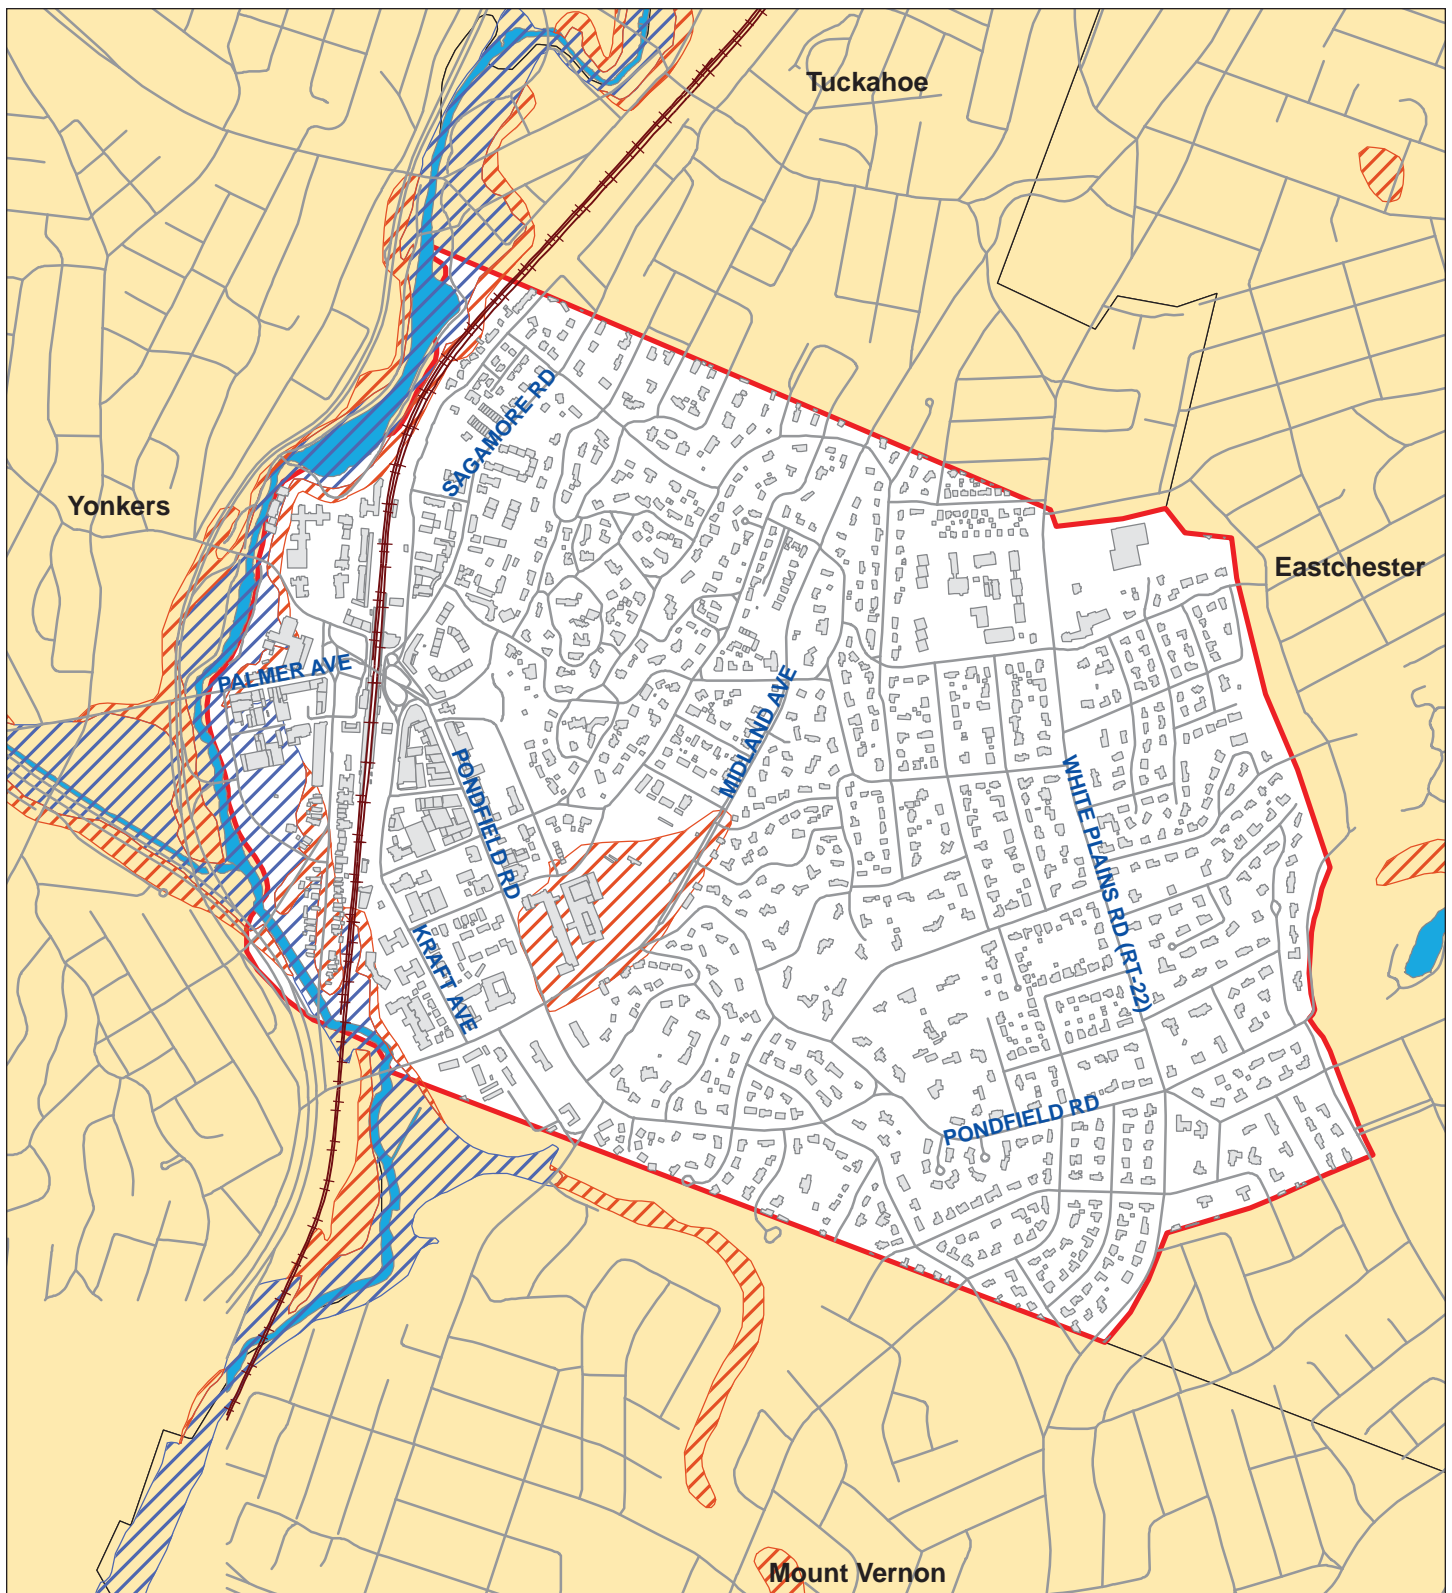 Tuckahoe
SAGAMORE RD
Yonkers
Eastchester
PALMER AVE
MIDLAND AVE
PONDFIELD RD
WHITE PLAINS RD (RT-22)
KRAFT AVE
PONDFIELD RD
Mount Vernon